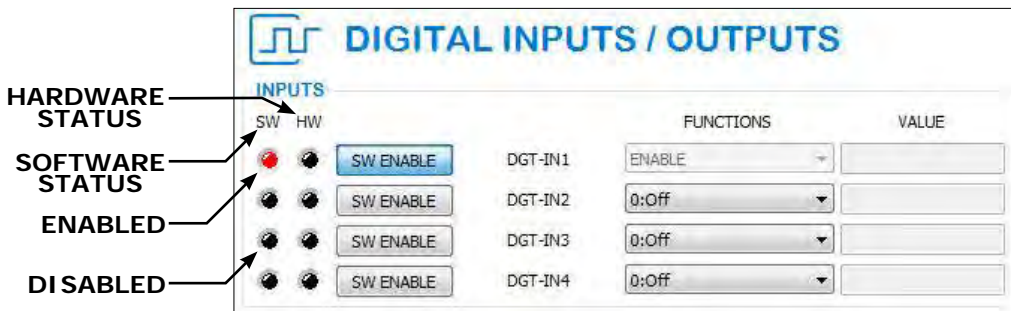 DIGITAL INPUTS / OUTPUTS
INPUTS
HARDWARE
STATUS
SW HW FUNCTIONS VALUE
SOFTWARE
STATUS
SW ENABLE DGT-IN1 ENABLE
ENABLED
SW ENABLE DGT-IN2 0:Off
SW ENABLE DGT-IN3 0:Off
DISABLED
SW ENABLE DGT-IN4 0:Off